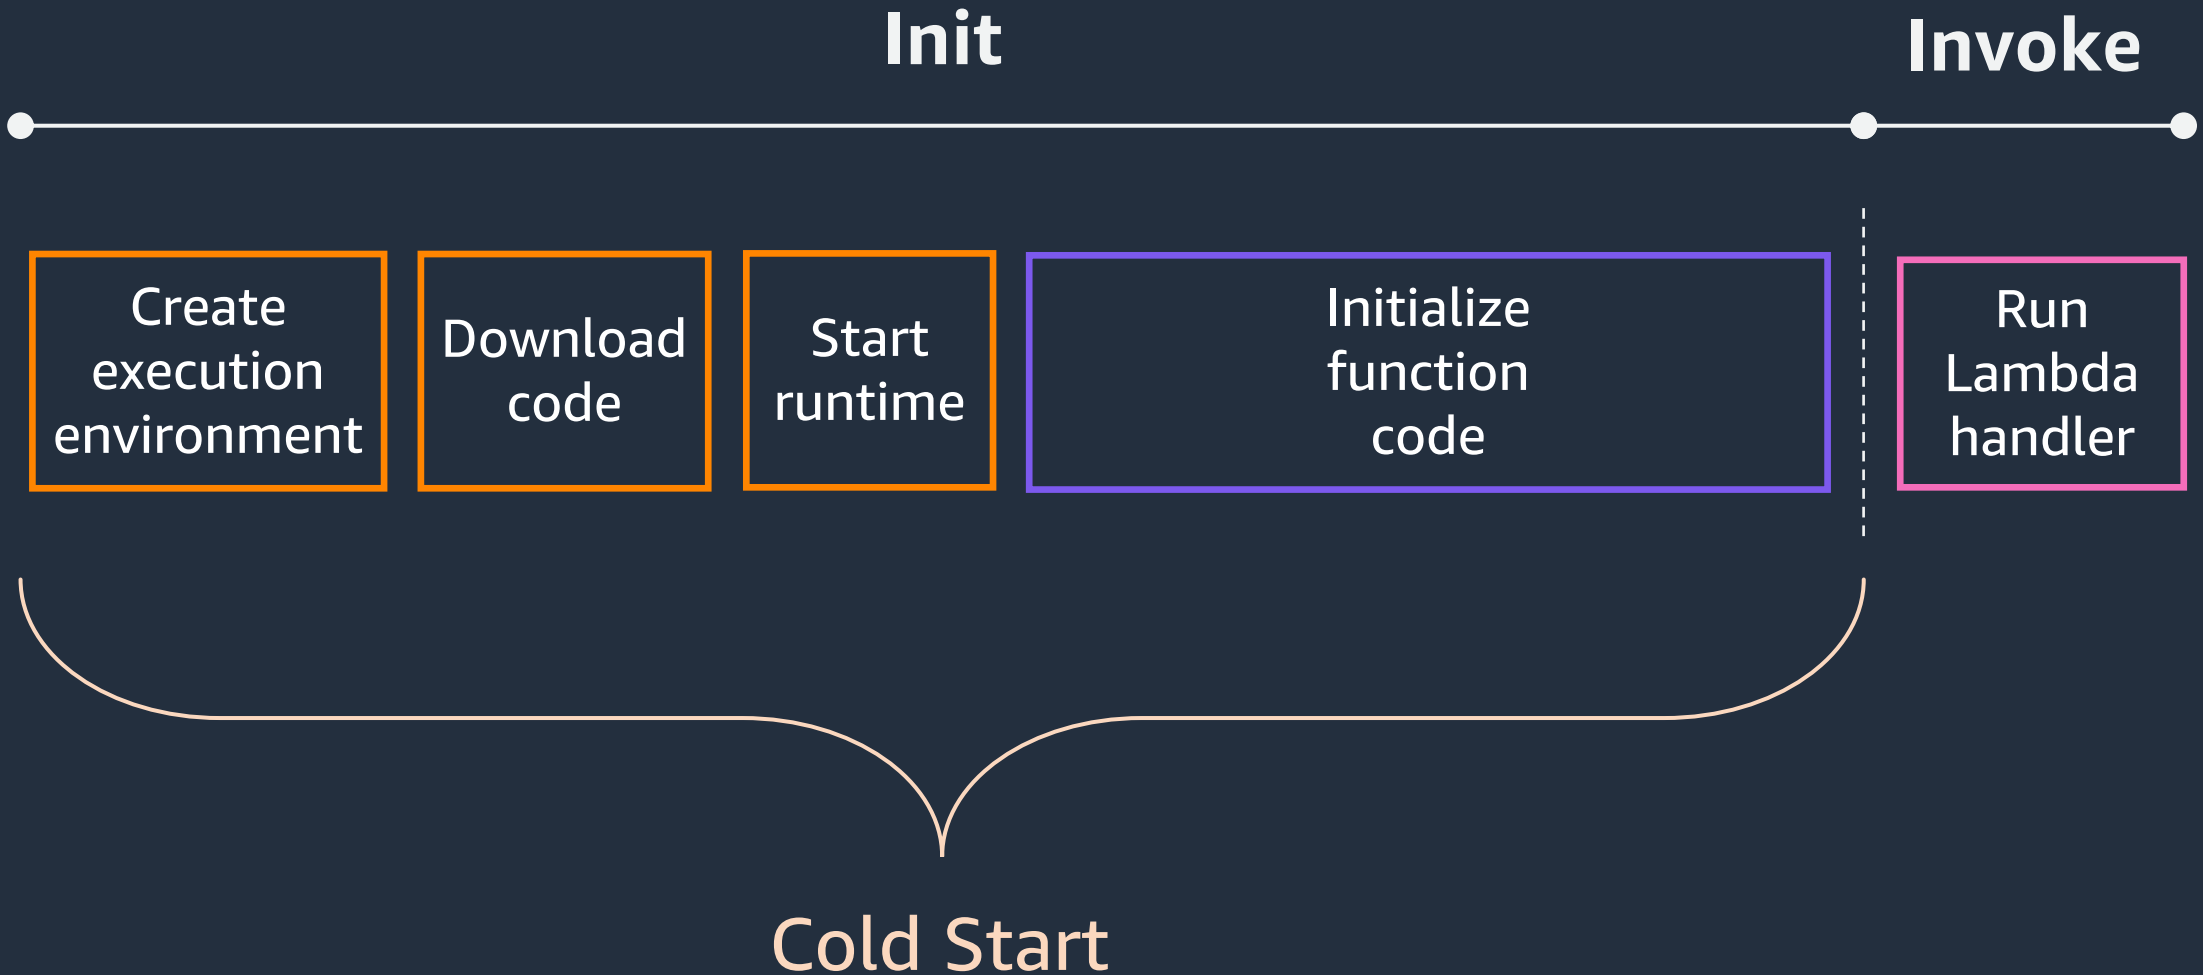 Init
Invoke
Create
execution
environment
Download
code
Start
runtime
Initialize
function
code
Run
Lambda
handler
Cold Start